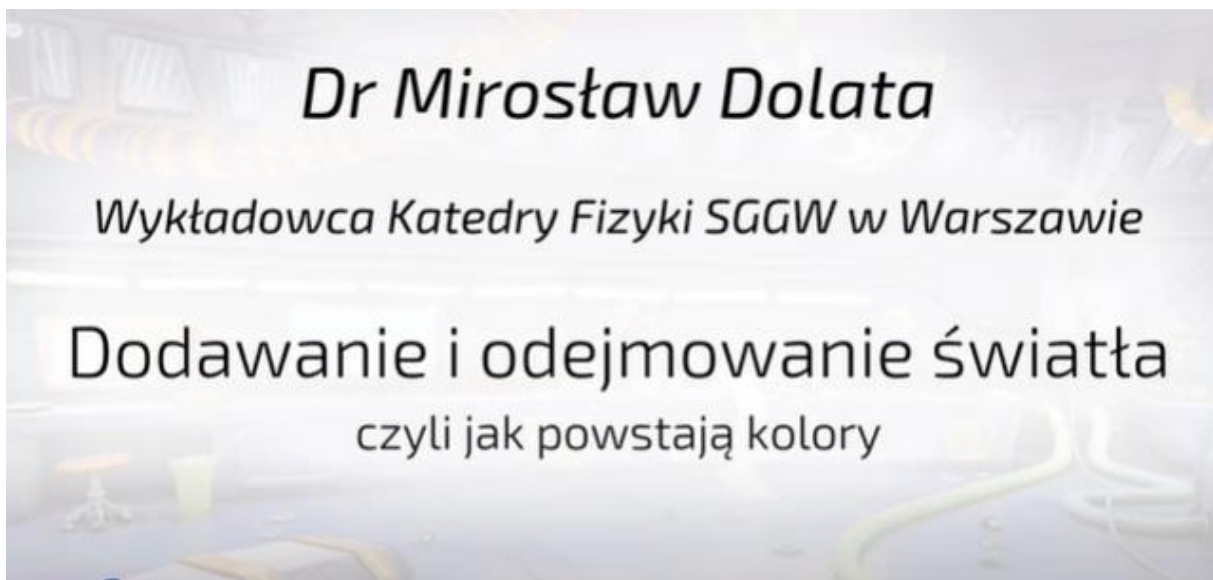 Dr Mirosław Dolata
Wykładowca Katedry Fizyki SGGW w Warszawie
Dodawanie i odejmowanie światła
czyli jak powstają kolory